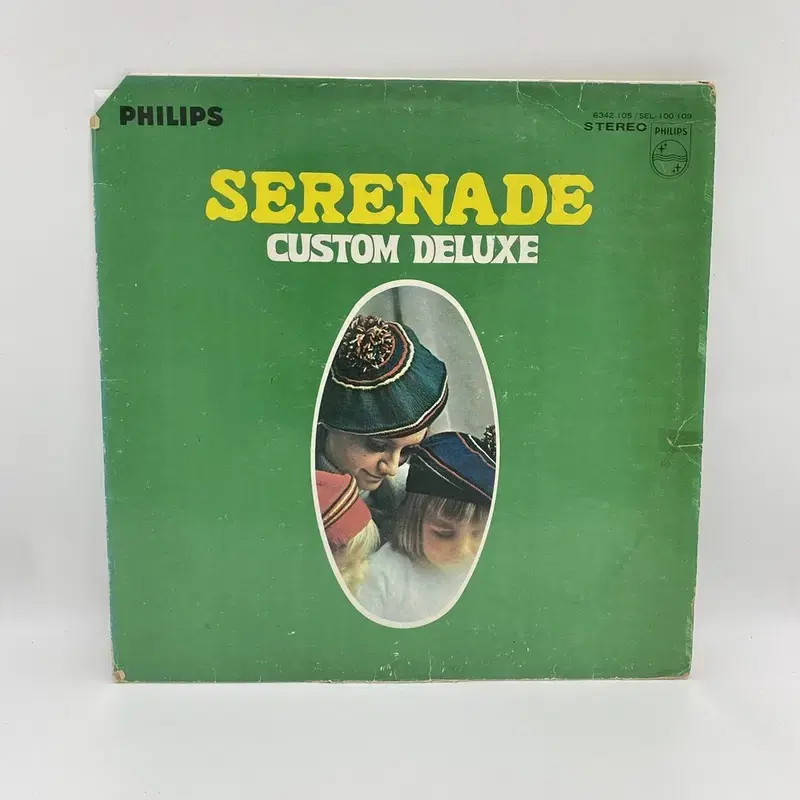 PHILIPS
6342 105 / SEL-100 109
STEREO
PHILIPS
SERENADE
CUSTOM DELUXE